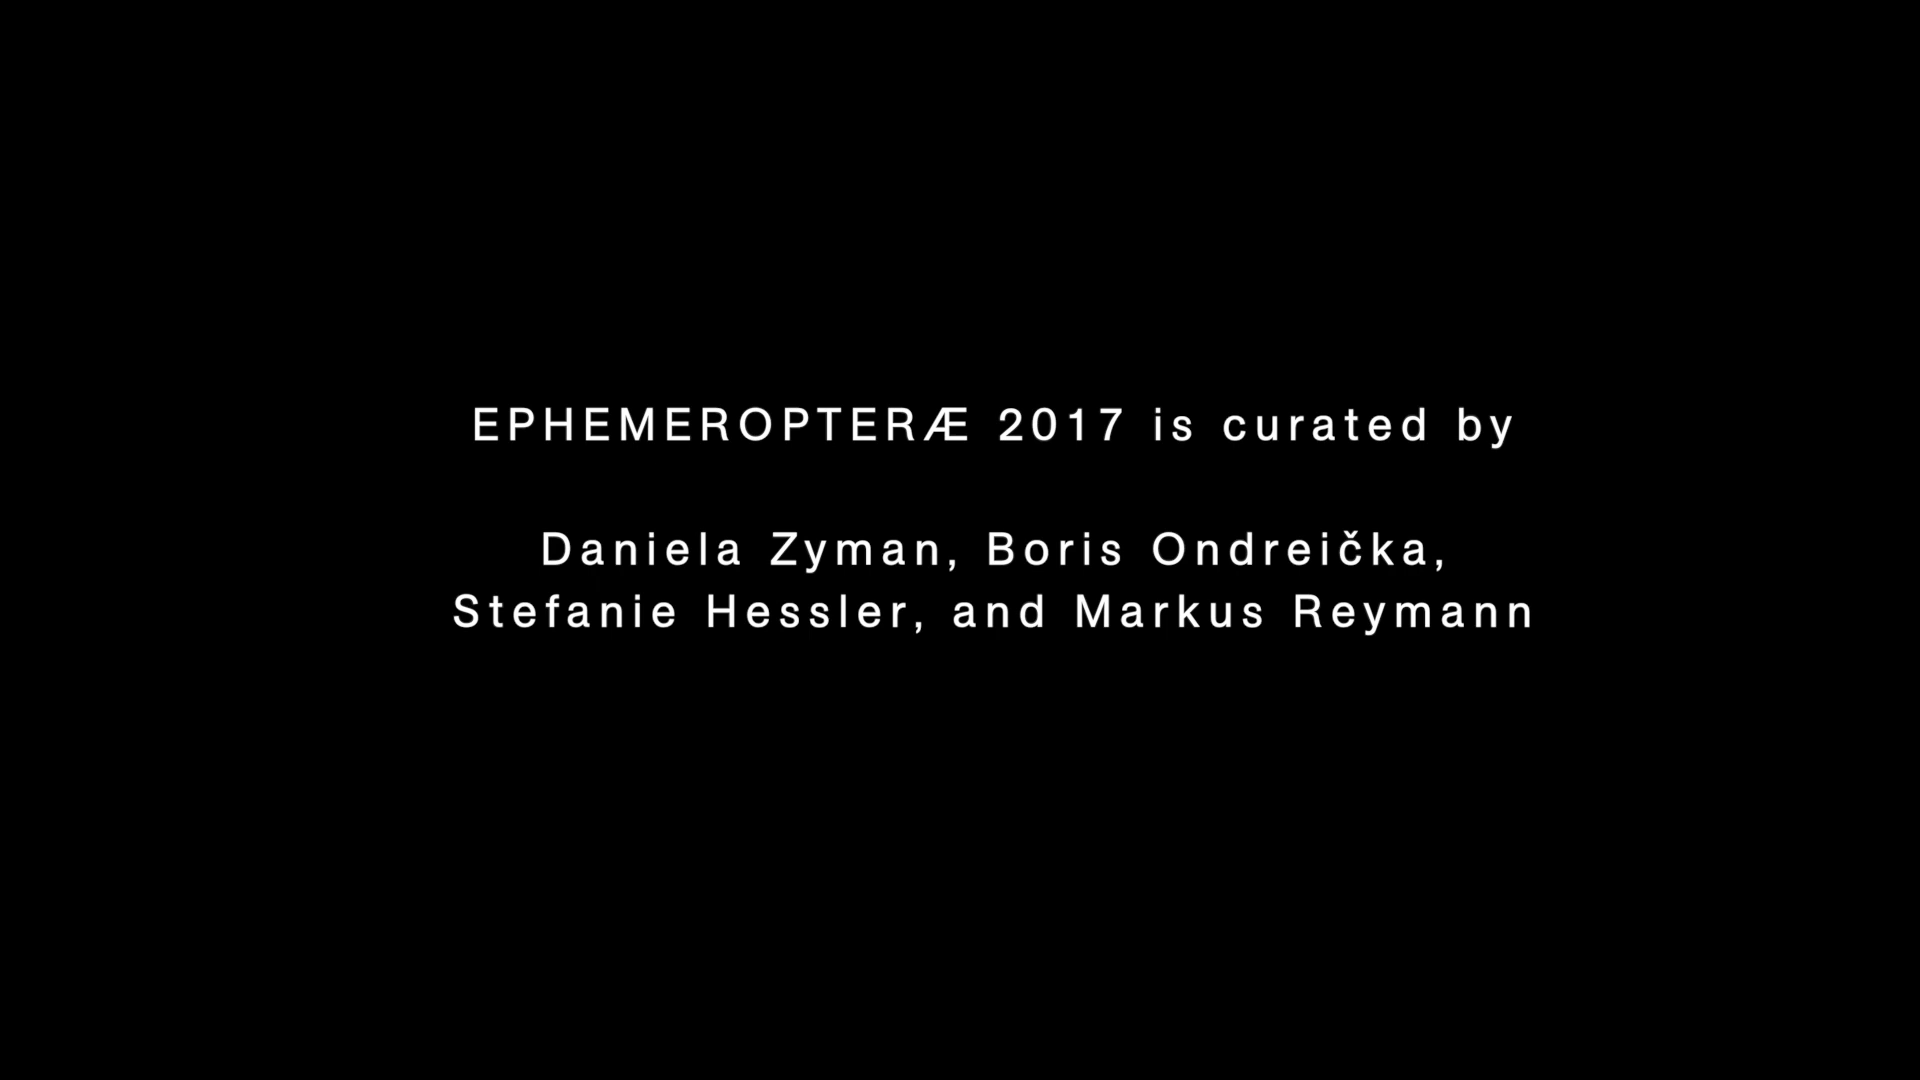 EPHEMEROPTERÆ 2017 is curated by
Daniela Zyman, Boris Ondreička,
Stefanie Hessler, and Markus Reymann